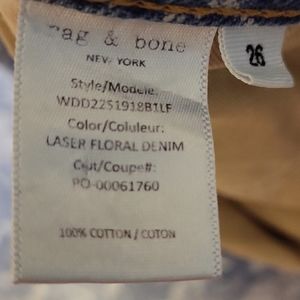 rag & bone
NEW YORK
26
Style/Modele:
WDD2251918B1LF
Color/Coluleur:
LASER FLORAL DENIM
Cut/Coupe#:
PO-00061760
100% COTTON / COTON